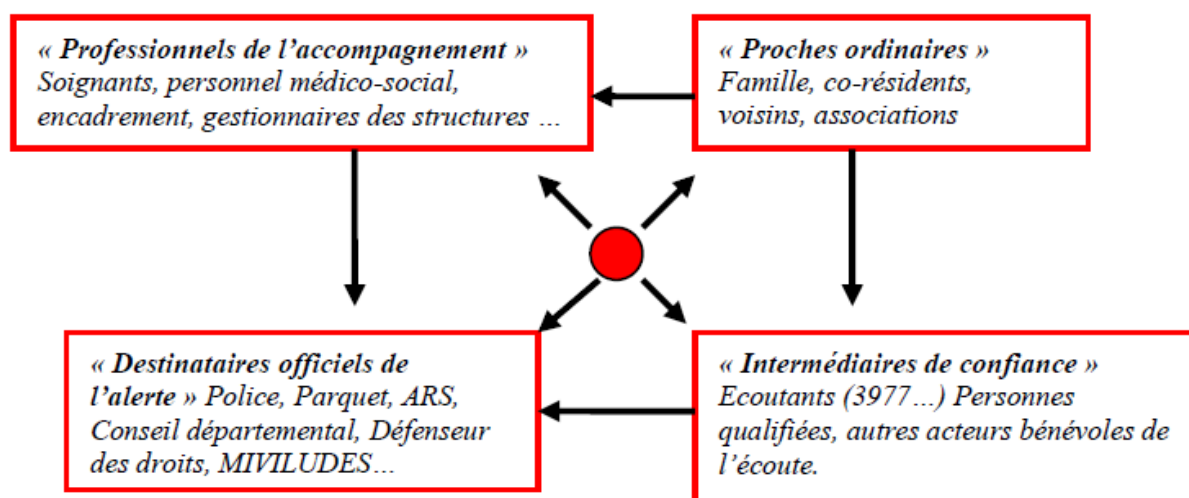 « Professionnels de l’accompagnement »
Soignants, personnel médico-social,
encadrement, gestionnaires des structures …
« Proches ordinaires »
Famille, co-résidents,
voisins, associations
« Destinataires officiels de
l’alerte » Police, Parquet, ARS,
Conseil départemental, Défenseur
des droits, MIVILUDES…
« Intermédiaires de confiance »
Ecoutants (3977…) Personnes
qualifiées, autres acteurs bénévoles de
l’écoute.